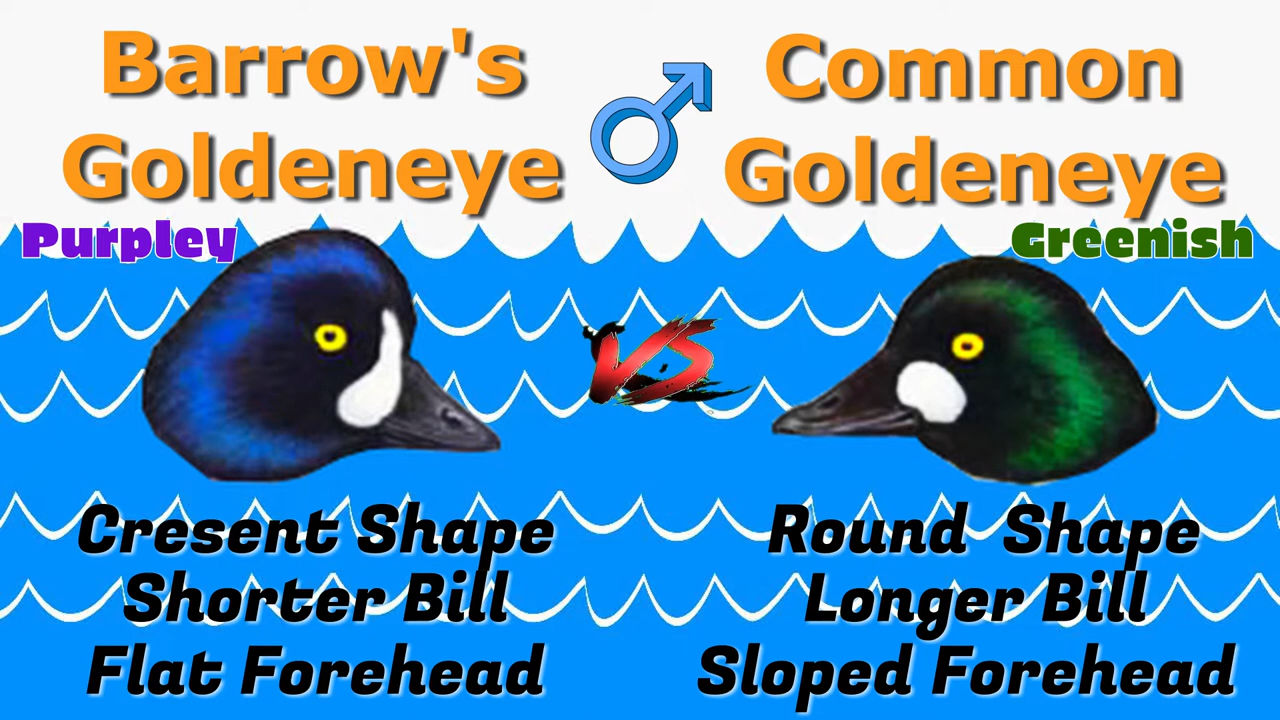 Barrow's
Goldeneye
Common
Goldeneye
Purpley
Greenish
VS
Cresent Shape
Shorter Bill
Flat Forehead
Round Shape
Longer Bill
Sloped Forehead